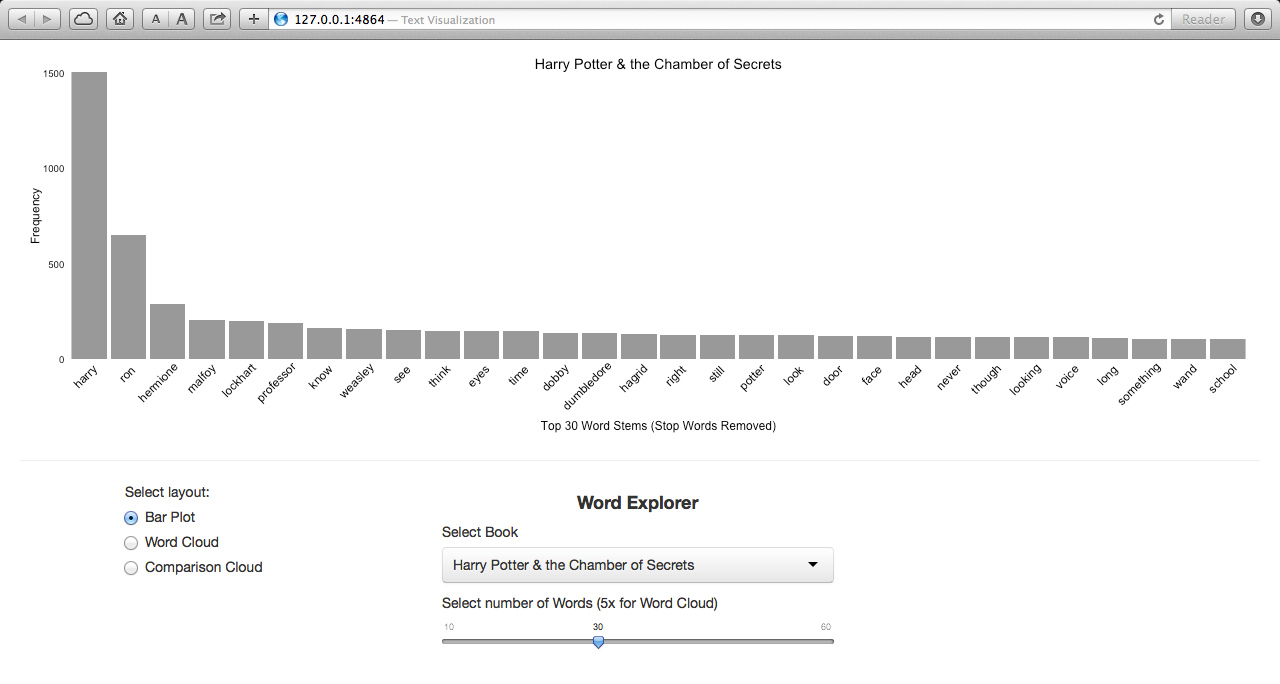 A A + 127.0.0.1:4864 — Text Visualization Reader
Harry Potter & the Chamber of Secrets
1500
1000
500
0
Frequency
harry ron hermione malfoy lockhart professor know weasley see think eyes time dobby dumbledore hagrid right still potter look door face head never though looking voice long something wand school
Top 30 Word Stems (Stop Words Removed)
Select layout:
Bar Plot
Word Cloud
Comparison Cloud
Word Explorer
Select Book
Harry Potter & the Chamber of Secrets
Select number of Words (5x for Word Cloud)
10 30 60